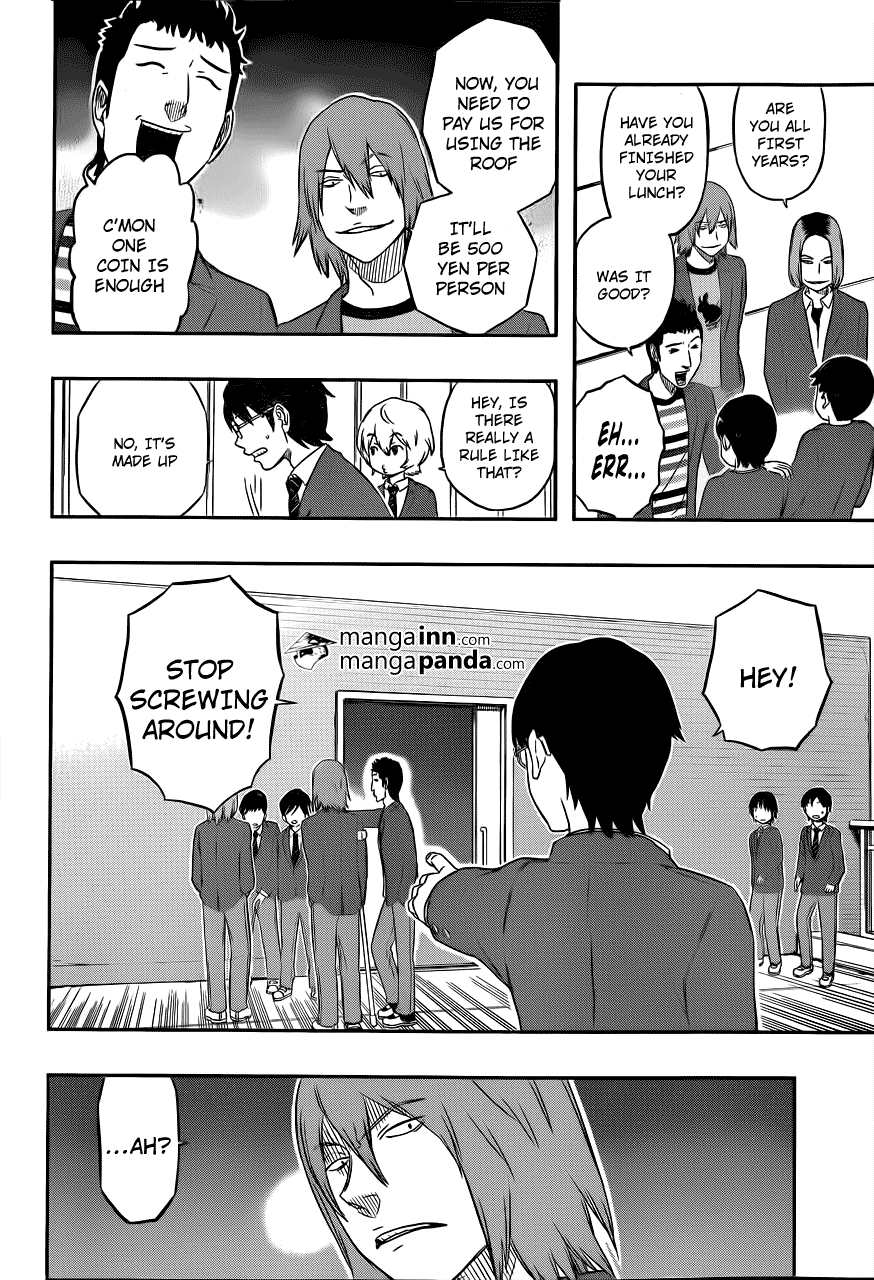 ARE
YOU ALL
FIRST
YEARS?
HAVE YOU
ALREADY
FINISHED
YOUR
LUNCH?
WAS IT
GOOD?
EH...
ERR...
NOW, YOU
NEED TO
PAY US FOR
USING THE
ROOF
IT'LL
BE 500
YEN PER
PERSON
C'MON
ONE
COIN IS
ENOUGH
HEY, IS
THERE
REALLY A
RULE LIKE
THAT?
NO, IT'S
MADE UP
HEY!
STOP
SCREWING
AROUND!
mangainn.com
mangapanda.com
...AH?